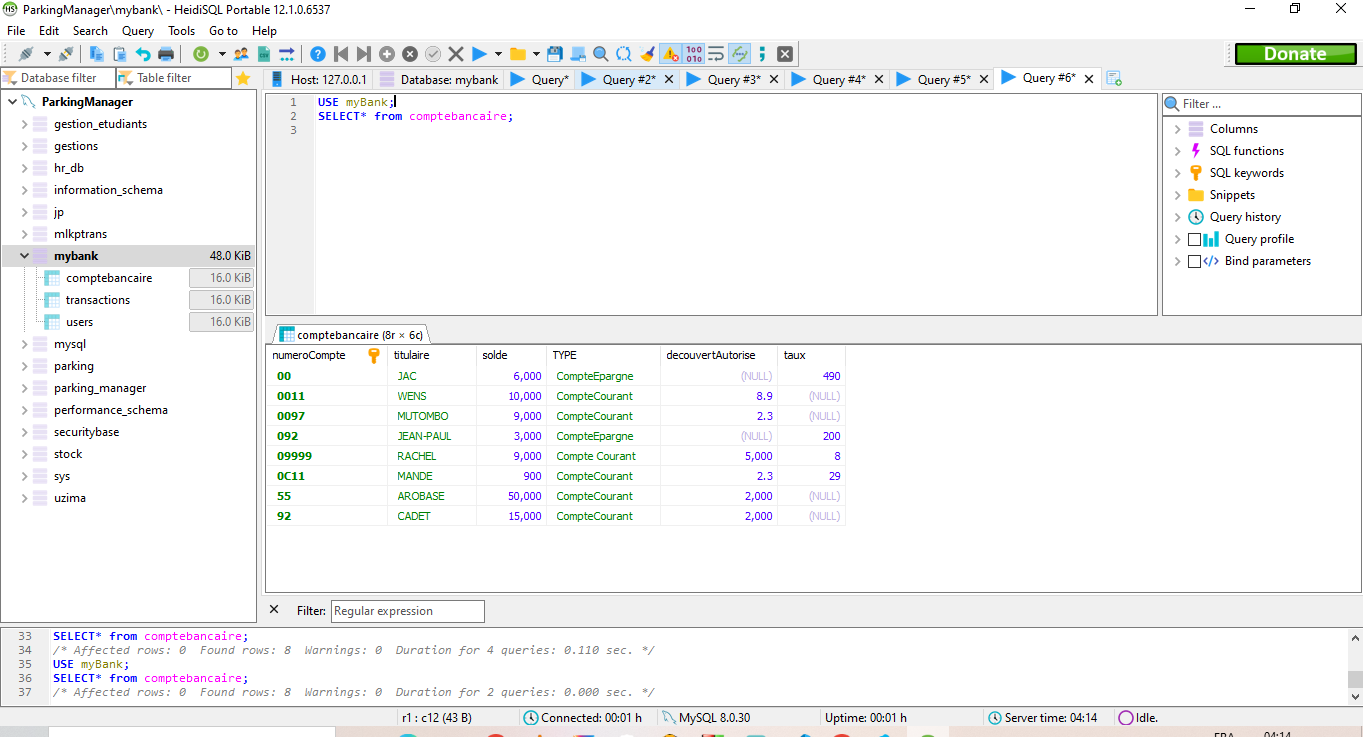 ParkingManager\mybank\ - HeidiSQL Portable 12.1.0.6537
File Edit Search Query Tools Go to Help
Donate
Database filter Table filter Host: 127.0.0.1 Database: mybank Query* Query #2* Query #3* Query #4* Query #5* Query #6*
ParkingManager
gestion_etudiants
gestions
hr_db
information_schema
jp
mlkptrans
mybank 48.0 KiB
comptebancaire 16.0 KiB
transactions 16.0 KiB
users 16.0 KiB
mysql
parking
parking_manager
performance_schema
securitybase
stock
sys
uzima
1 USE myBank;
2 SELECT* from comptebancaire;
3
Filter ...
Columns
SQL functions
SQL keywords
Snippets
Query history
Query profile
Bind parameters
comptebancaire (8r × 6c)
numeroCompte titulaire solde TYPE decouvertAutorise taux
00 JAC 6,000 CompteEpargne (NULL) 490
0011 WENS 10,000 CompteCourant 8.9 (NULL)
0097 MUTOMBO 9,000 CompteCourant 2.3 (NULL)
092 JEAN-PAUL 3,000 CompteEpargne (NULL) 200
09999 RACHEL 9,000 Compte Courant 5,000 8
0C11 MANDE 900 CompteCourant 2.3 29
55 AROBASE 50,000 CompteCourant 2,000 (NULL)
92 CADET 15,000 CompteCourant 2,000 (NULL)
Filter: Regular expression
33 SELECT* from comptebancaire;
34 /* Affected rows: 0 Found rows: 8 Warnings: 0 Duration for 4 queries: 0.110 sec. */
35 USE myBank;
36 SELECT* from comptebancaire;
37 /* Affected rows: 0 Found rows: 8 Warnings: 0 Duration for 2 queries: 0.000 sec. */
r1 : c12 (43 B) Connected: 00:01 h MySQL 8.0.30 Uptime: 00:01 h Server time: 04:14 Idle.
FRA 04:14